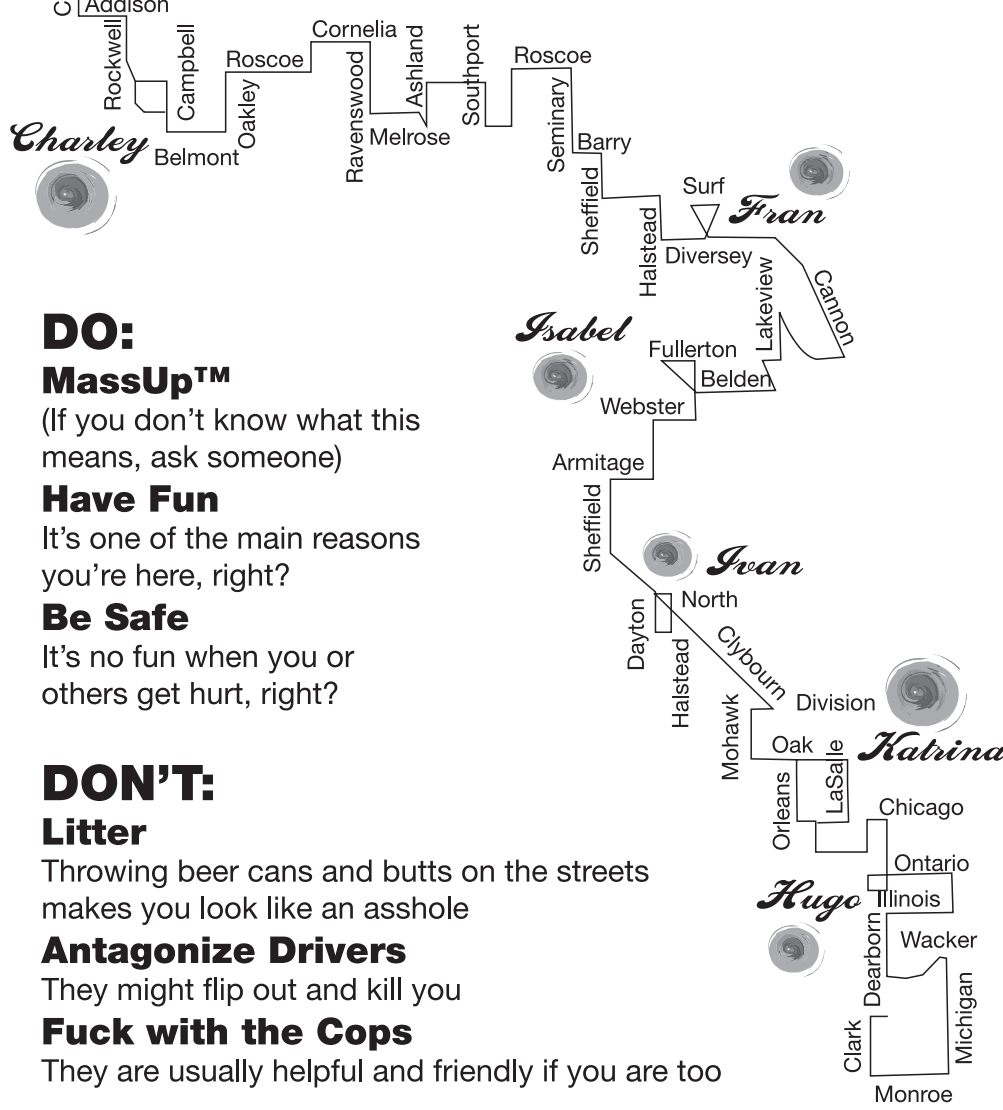 Addison
Rockwell
Campbell
Charley
Belmont
Oakley
Roscoe
Cornelia
Ravenswood
Ashland
Melrose
Southport
Roscoe
Seminary
Barry
Sheffield
Halstead
Surf
Fran
Diversey
Lakeview
Cannon
Isabel
Fullerton
Belden
Webster
Armitage
Sheffield
Ivan
North
Dayton
Halstead
Clybourn
Mohawk
Division
Katrina
Oak
LaSalle
Orleans
Chicago
Ontario
Hugo
Illinois
Dearborn
Wacker
Michigan
Clark
Monroe
DO:
MassUp™
(If you don’t know what this
means, ask someone)
Have Fun
It’s one of the main reasons
you’re here, right?
Be Safe
It’s no fun when you or
others get hurt, right?
DON’T:
Litter
Throwing beer cans and butts on the streets
makes you look like an asshole
Antagonize Drivers
They might flip out and kill you
Fuck with the Cops
They are usually helpful and friendly if you are too